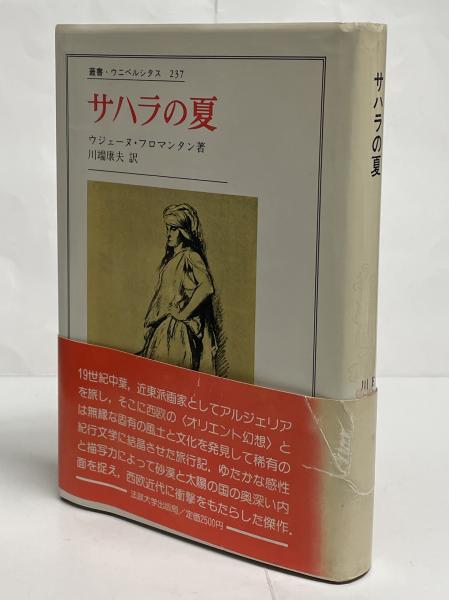 叢書・ウニベルシタス 237
サハラの夏
ウジェーヌ・フロマンタン著
川端康夫 訳
19世紀中葉，近東派画家としてアルジェリア
を旅し，そこに西欧の〈オリエント幻想〉と
は無縁な固有の風土と文化を発見して稀有の
紀行文学に結晶させた旅行記，ゆたかな感性
と描写力によって砂漠と太陽の国の奥深い内
面を捉え，西欧近代に衝撃をもたらした傑作．
法政大学出版局／定価2500円
サハラの夏
川